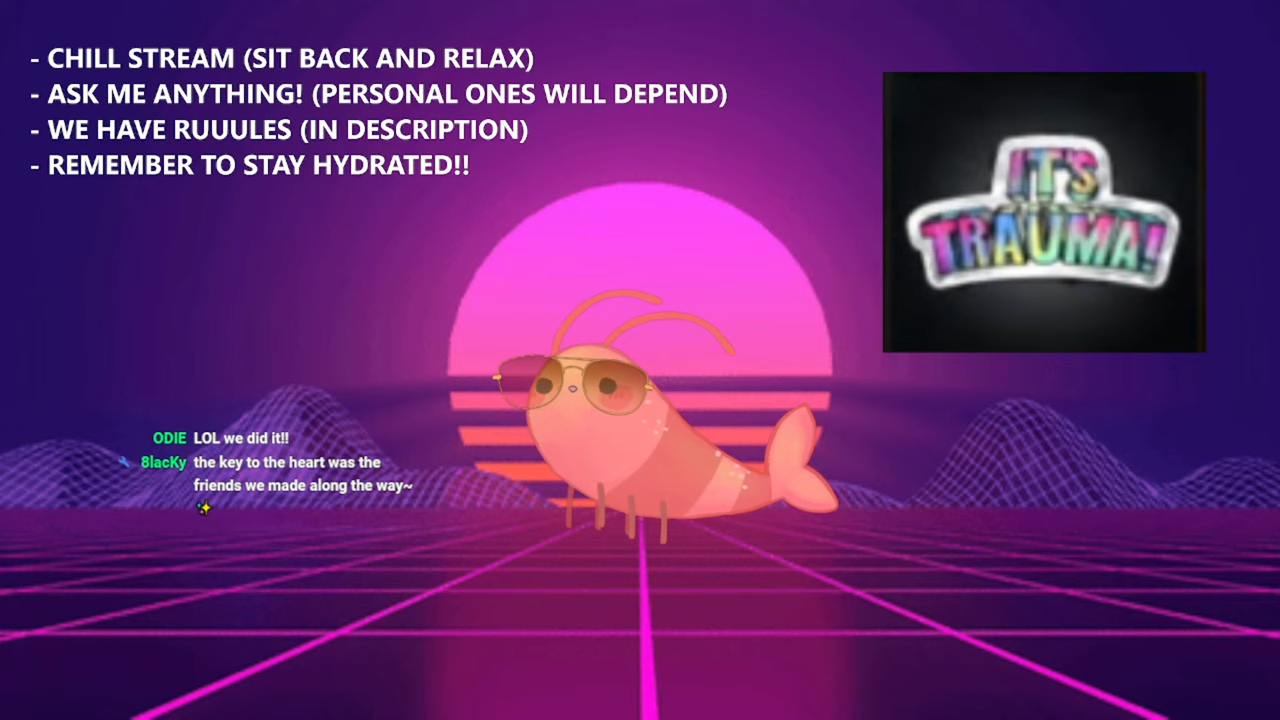 - CHILL STREAM (SIT BACK AND RELAX)
- ASK ME ANYTHING! (PERSONAL ONES WILL DEPEND)
- WE HAVE RUUULES (IN DESCRIPTION)
- REMEMBER TO STAY HYDRATED!!
IT'S
TRAUMA!
ODIE LOL we did it!!
8lacKy the key to the heart was the
friends we made along the way~